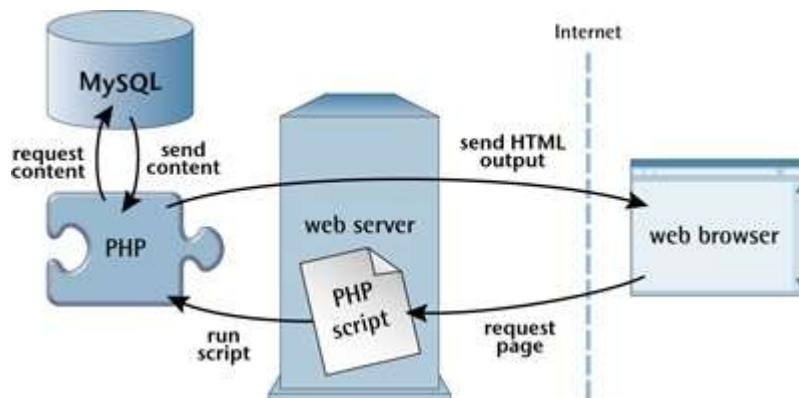 Internet
MySQL
request
content
send
content
send HTML
output
PHP
web server
web browser
PHP
script
run
script
request
page